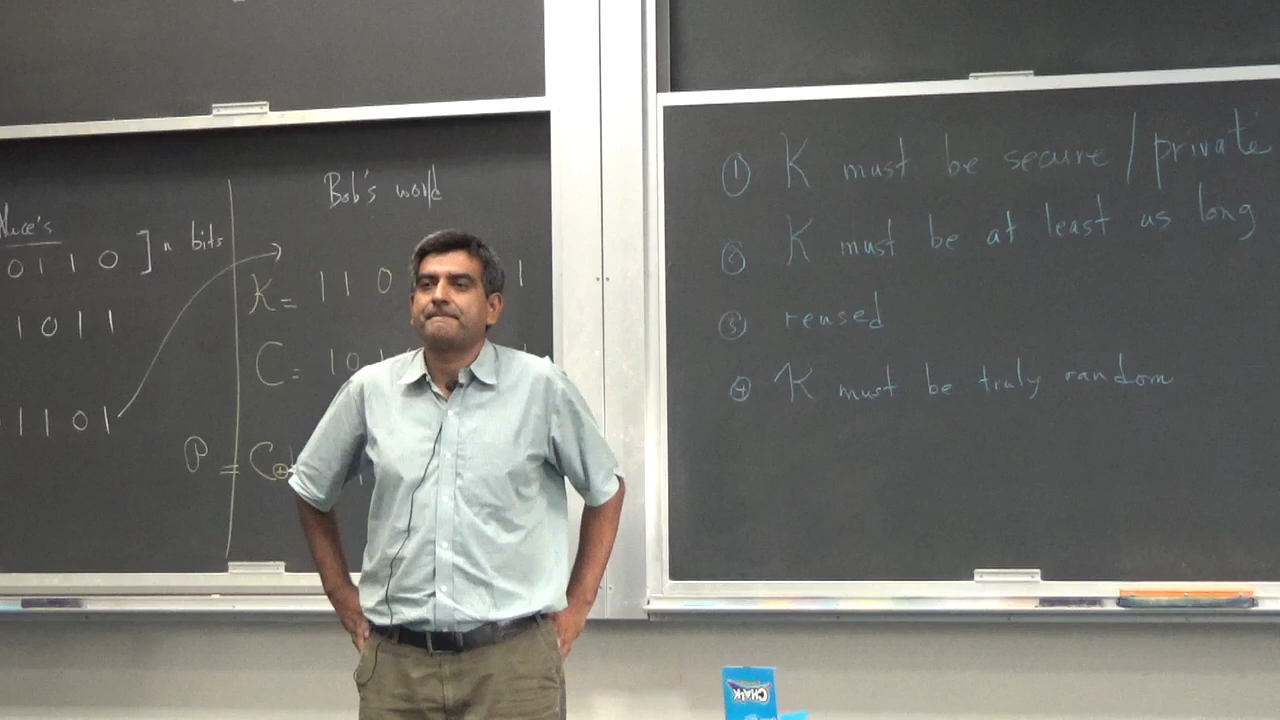 Alice's
0 1 1 0 ] n bits
1 0 1 1
1 1 0 1
Bob's world
K = 1 1 0 1
C = 1 0 1
P = C ⊕
① K must be secure / private
② K must be at least as long
③ reused
④ K must be truly random
CHALK